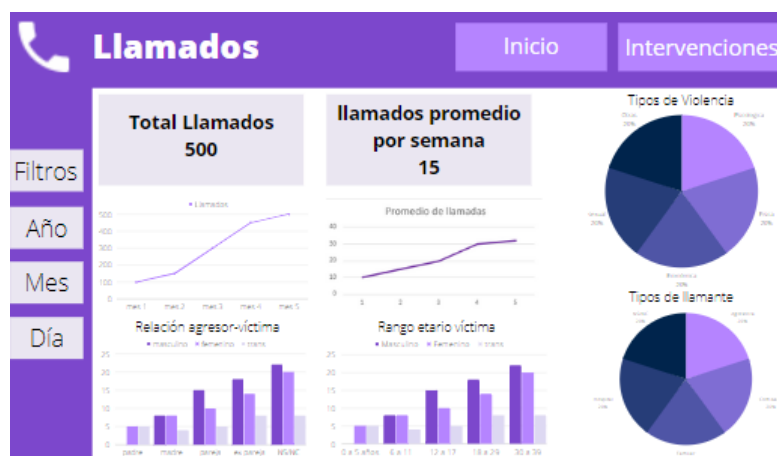 Llamados
Inicio
Intervenciones
Filtros
Año
Mes
Día
Total Llamados
500
llamados promedio
por semana
15
Llamados
500
400
300
200
100
0
mes 1 mes 2 mes 3 mes 4 mes 5
Promedio de llamadas
40
30
20
10
0
1 2 3 4 5
Tipos de Violencia
Otras
20%
Psicologica
20%
Fisica
20%
Económica
20%
Sexual
20%
Relación agresor-víctima
masculino femenino trans
25
20
15
10
5
0
padre madre pareja ex pareja NS/NC
Rango etario víctima
Masculino Femenino trans
25
20
15
10
5
0
0 a 5 años 6 a 11 12 a 17 18 a 29 30 a 39
Tipos de llamante